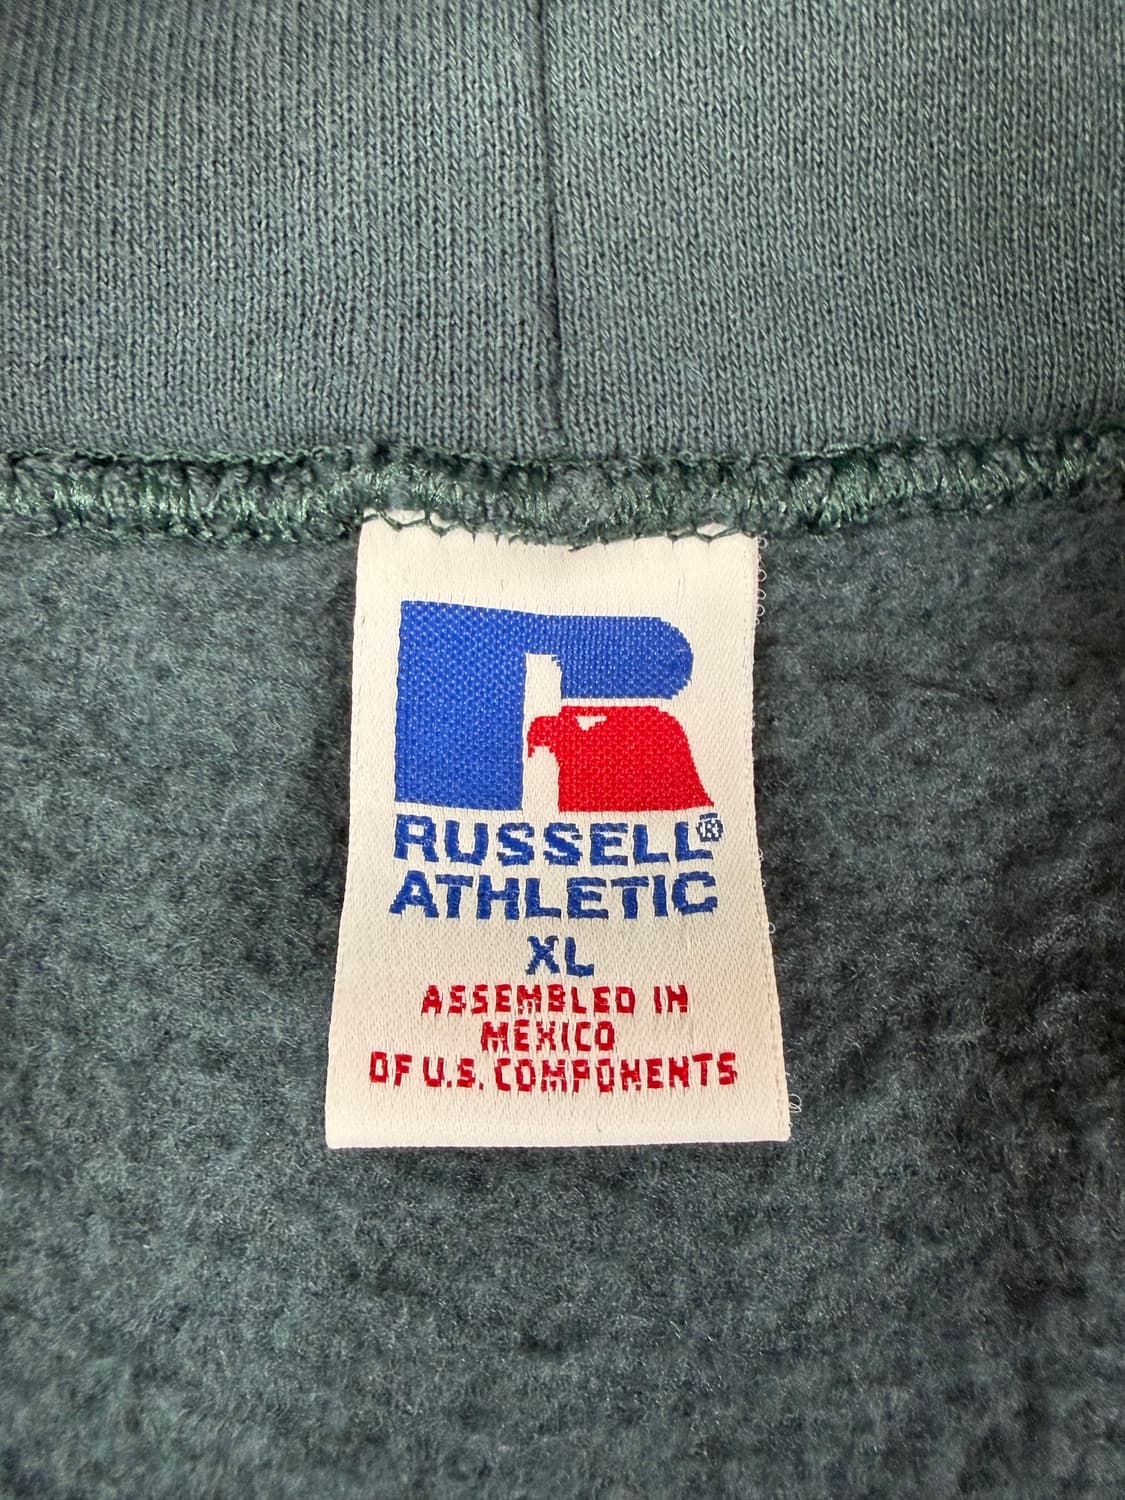 RUSSELL®
ATHLETIC
XL
ASSEMBLED IN
MEXICO
OF U.S. COMPONENTS